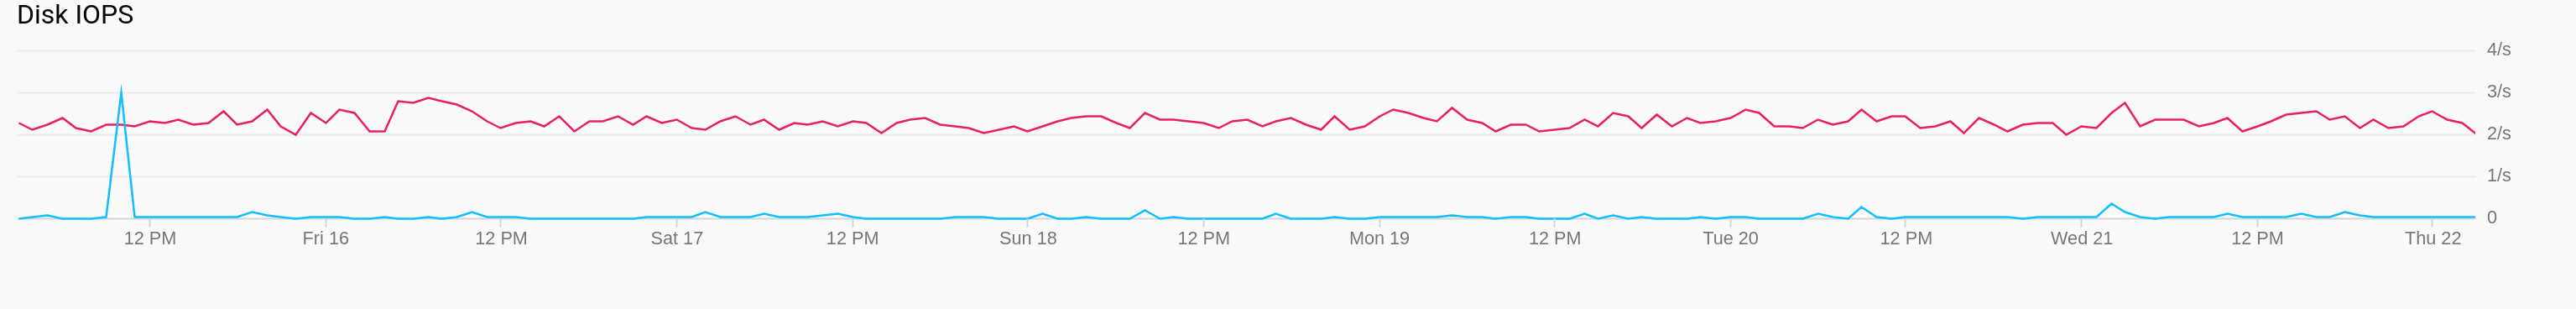 Disk IOPS
4/s
3/s
2/s
1/s
0
12 PM Fri 16 12 PM Sat 17 12 PM Sun 18 12 PM Mon 19 12 PM Tue 20 12 PM Wed 21 12 PM Thu 22